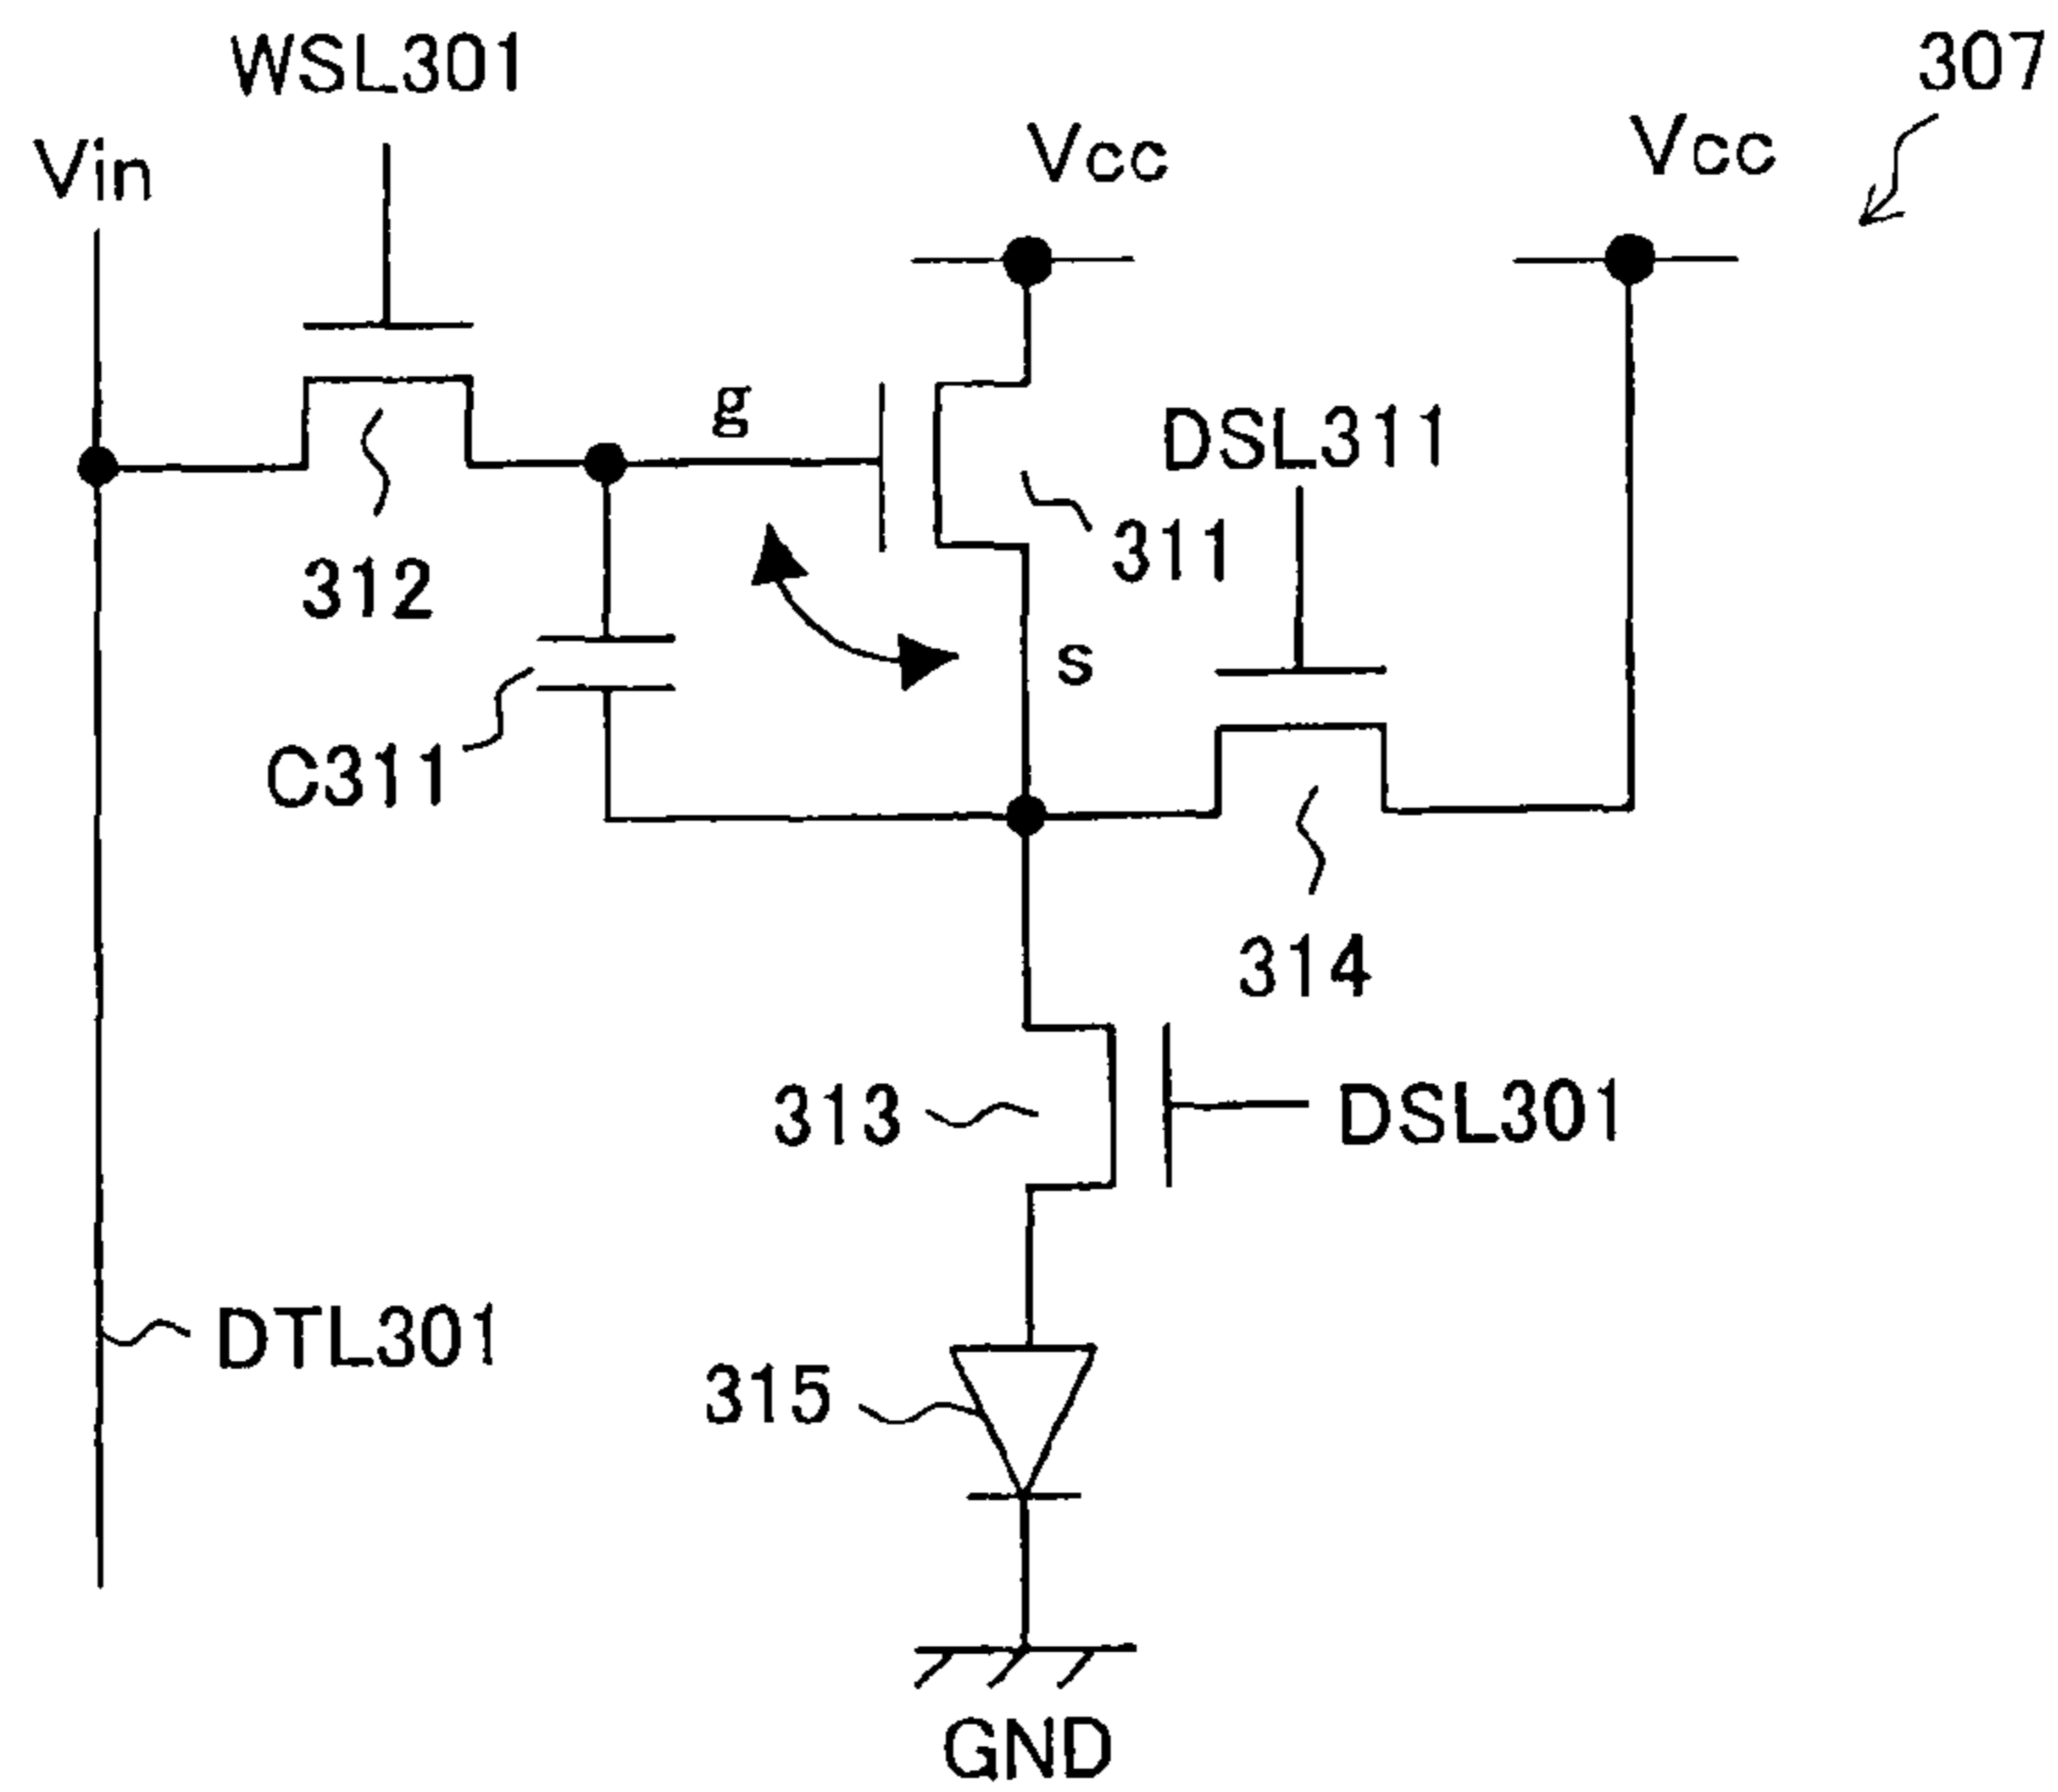 WSL301
307
Vin
Vcc
Vcc
g
DSL311
311
312
s
C311
314
313
DSL301
DTL301
315
GND